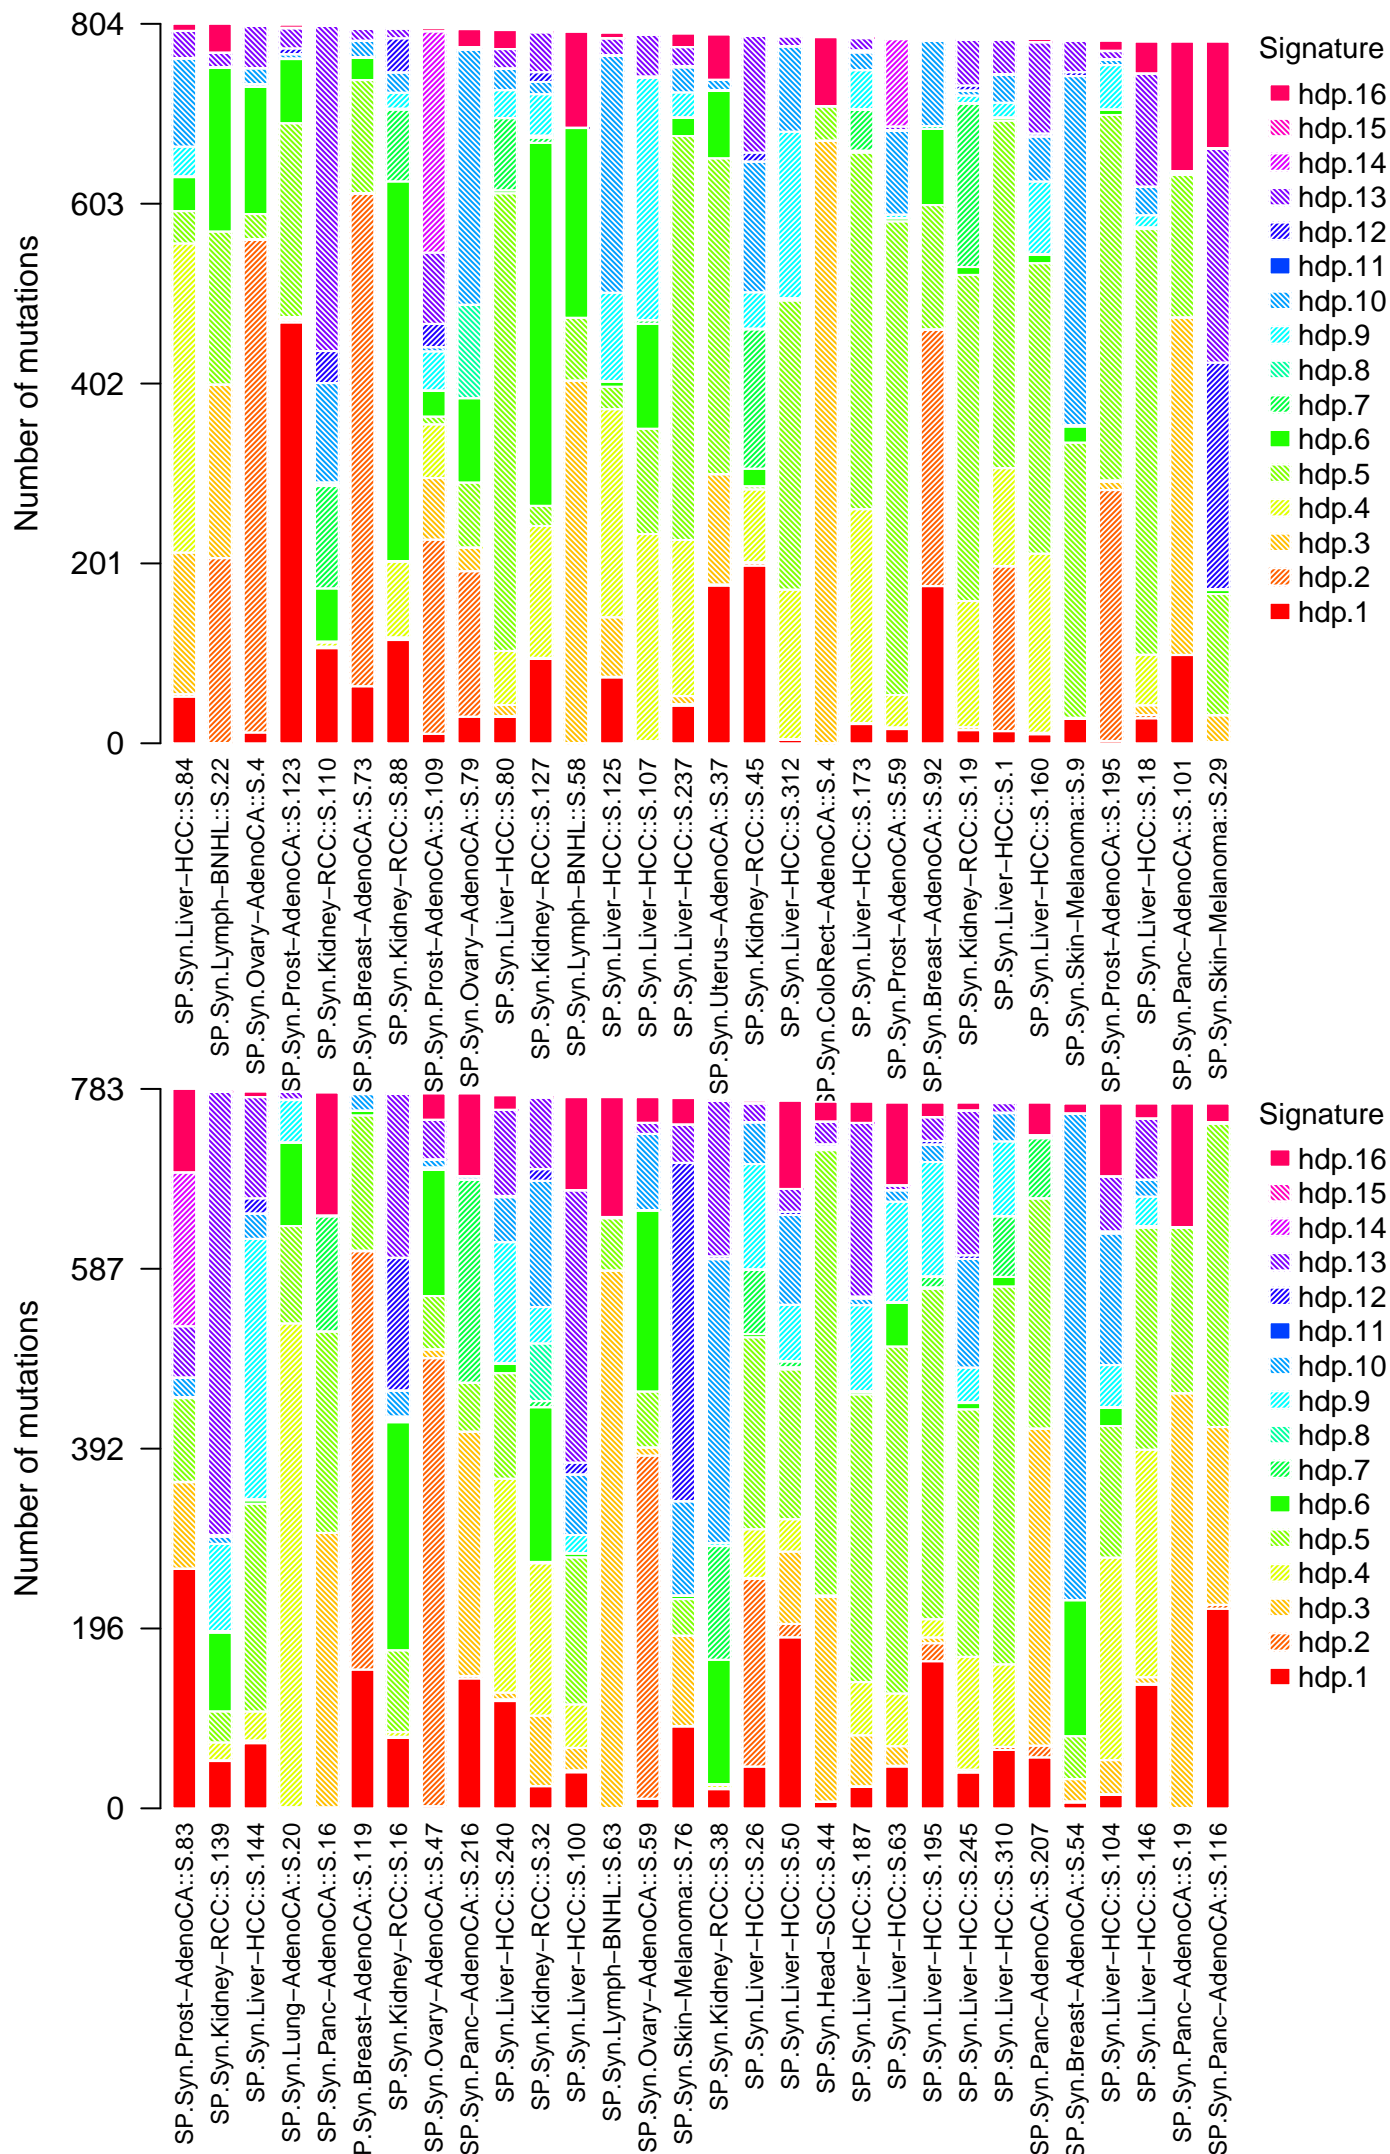 Number of mutations
804
603
402
201
0
Signature
hdp.16
hdp.15
hdp.14
hdp.13
hdp.12
hdp.11
hdp.10
hdp.9
hdp.8
hdp.7
hdp.6
hdp.5
hdp.4
hdp.3
hdp.2
hdp.1
SP.Syn.Liver−HCC::S.84
SP.Syn.Lymph−BNHL::S.22
SP.Syn.Ovary−AdenoCA::S.4
SP.Syn.Prost−AdenoCA::S.123
SP.Syn.Kidney−RCC::S.110
SP.Syn.Breast−AdenoCA::S.73
SP.Syn.Kidney−RCC::S.88
SP.Syn.Prost−AdenoCA::S.109
SP.Syn.Ovary−AdenoCA::S.79
SP.Syn.Liver−HCC::S.80
SP.Syn.Kidney−RCC::S.127
SP.Syn.Lymph−BNHL::S.58
SP.Syn.Liver−HCC::S.125
SP.Syn.Liver−HCC::S.107
SP.Syn.Liver−HCC::S.237
SP.Syn.Uterus−AdenoCA::S.37
SP.Syn.Kidney−RCC::S.45
SP.Syn.Liver−HCC::S.312
SP.Syn.ColoRect−AdenoCA::S.4
SP.Syn.Liver−HCC::S.173
SP.Syn.Prost−AdenoCA::S.59
SP.Syn.Breast−AdenoCA::S.92
SP.Syn.Kidney−RCC::S.19
SP.Syn.Liver−HCC::S.1
SP.Syn.Liver−HCC::S.160
SP.Syn.Skin−Melanoma::S.9
SP.Syn.Prost−AdenoCA::S.195
SP.Syn.Liver−HCC::S.18
SP.Syn.Panc−AdenoCA::S.101
SP.Syn.Skin−Melanoma::S.29
Number of mutations
783
587
392
196
0
Signature
hdp.16
hdp.15
hdp.14
hdp.13
hdp.12
hdp.11
hdp.10
hdp.9
hdp.8
hdp.7
hdp.6
hdp.5
hdp.4
hdp.3
hdp.2
hdp.1
SP.Syn.Prost−AdenoCA::S.83
SP.Syn.Kidney−RCC::S.139
SP.Syn.Liver−HCC::S.144
SP.Syn.Lung−AdenoCA::S.20
SP.Syn.Panc−AdenoCA::S.16
SP.Syn.Breast−AdenoCA::S.119
SP.Syn.Kidney−RCC::S.16
SP.Syn.Ovary−AdenoCA::S.47
SP.Syn.Panc−AdenoCA::S.216
SP.Syn.Liver−HCC::S.240
SP.Syn.Kidney−RCC::S.32
SP.Syn.Liver−HCC::S.100
SP.Syn.Lymph−BNHL::S.63
SP.Syn.Ovary−AdenoCA::S.59
SP.Syn.Skin−Melanoma::S.76
SP.Syn.Kidney−RCC::S.38
SP.Syn.Liver−HCC::S.26
SP.Syn.Liver−HCC::S.50
SP.Syn.Head−SCC::S.44
SP.Syn.Liver−HCC::S.187
SP.Syn.Liver−HCC::S.63
SP.Syn.Liver−HCC::S.195
SP.Syn.Liver−HCC::S.245
SP.Syn.Liver−HCC::S.310
SP.Syn.Panc−AdenoCA::S.207
SP.Syn.Breast−AdenoCA::S.54
SP.Syn.Liver−HCC::S.104
SP.Syn.Liver−HCC::S.146
SP.Syn.Panc−AdenoCA::S.119
SP.Syn.Panc−AdenoCA::S.116